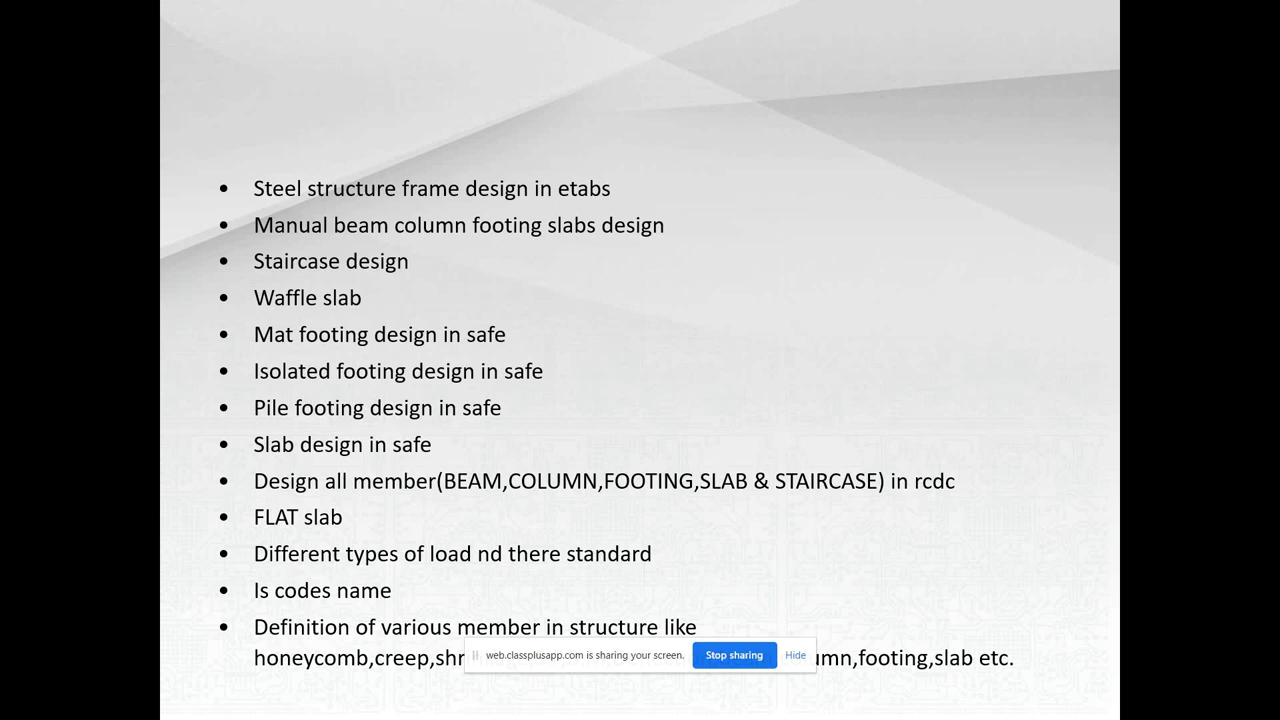 • Steel structure frame design in etabs
• Manual beam column footing slabs design
• Staircase design
• Waffle slab
• Mat footing design in safe
• Isolated footing design in safe
• Pile footing design in safe
• Slab design in safe
• Design all member(BEAM,COLUMN,FOOTING,SLAB & STAIRCASE) in rcdc
• FLAT slab
• Different types of load nd there standard
• Is codes name
• Definition of various member in structure like
honeycomb,creep, footing,slab etc.
web.classplusapp.com is sharing your screen. Stop sharing Hide